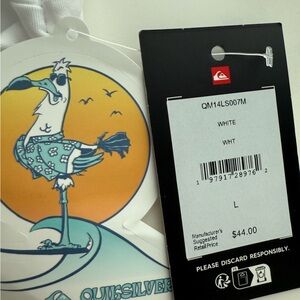 QM14LS007M
WHITE
WHT
1 97917 28976 2
L
Manufacturer's
Suggested
Retail Price
$44.00
PLEASE DISCARD RESPONSIBLY.
QUIKSILVER